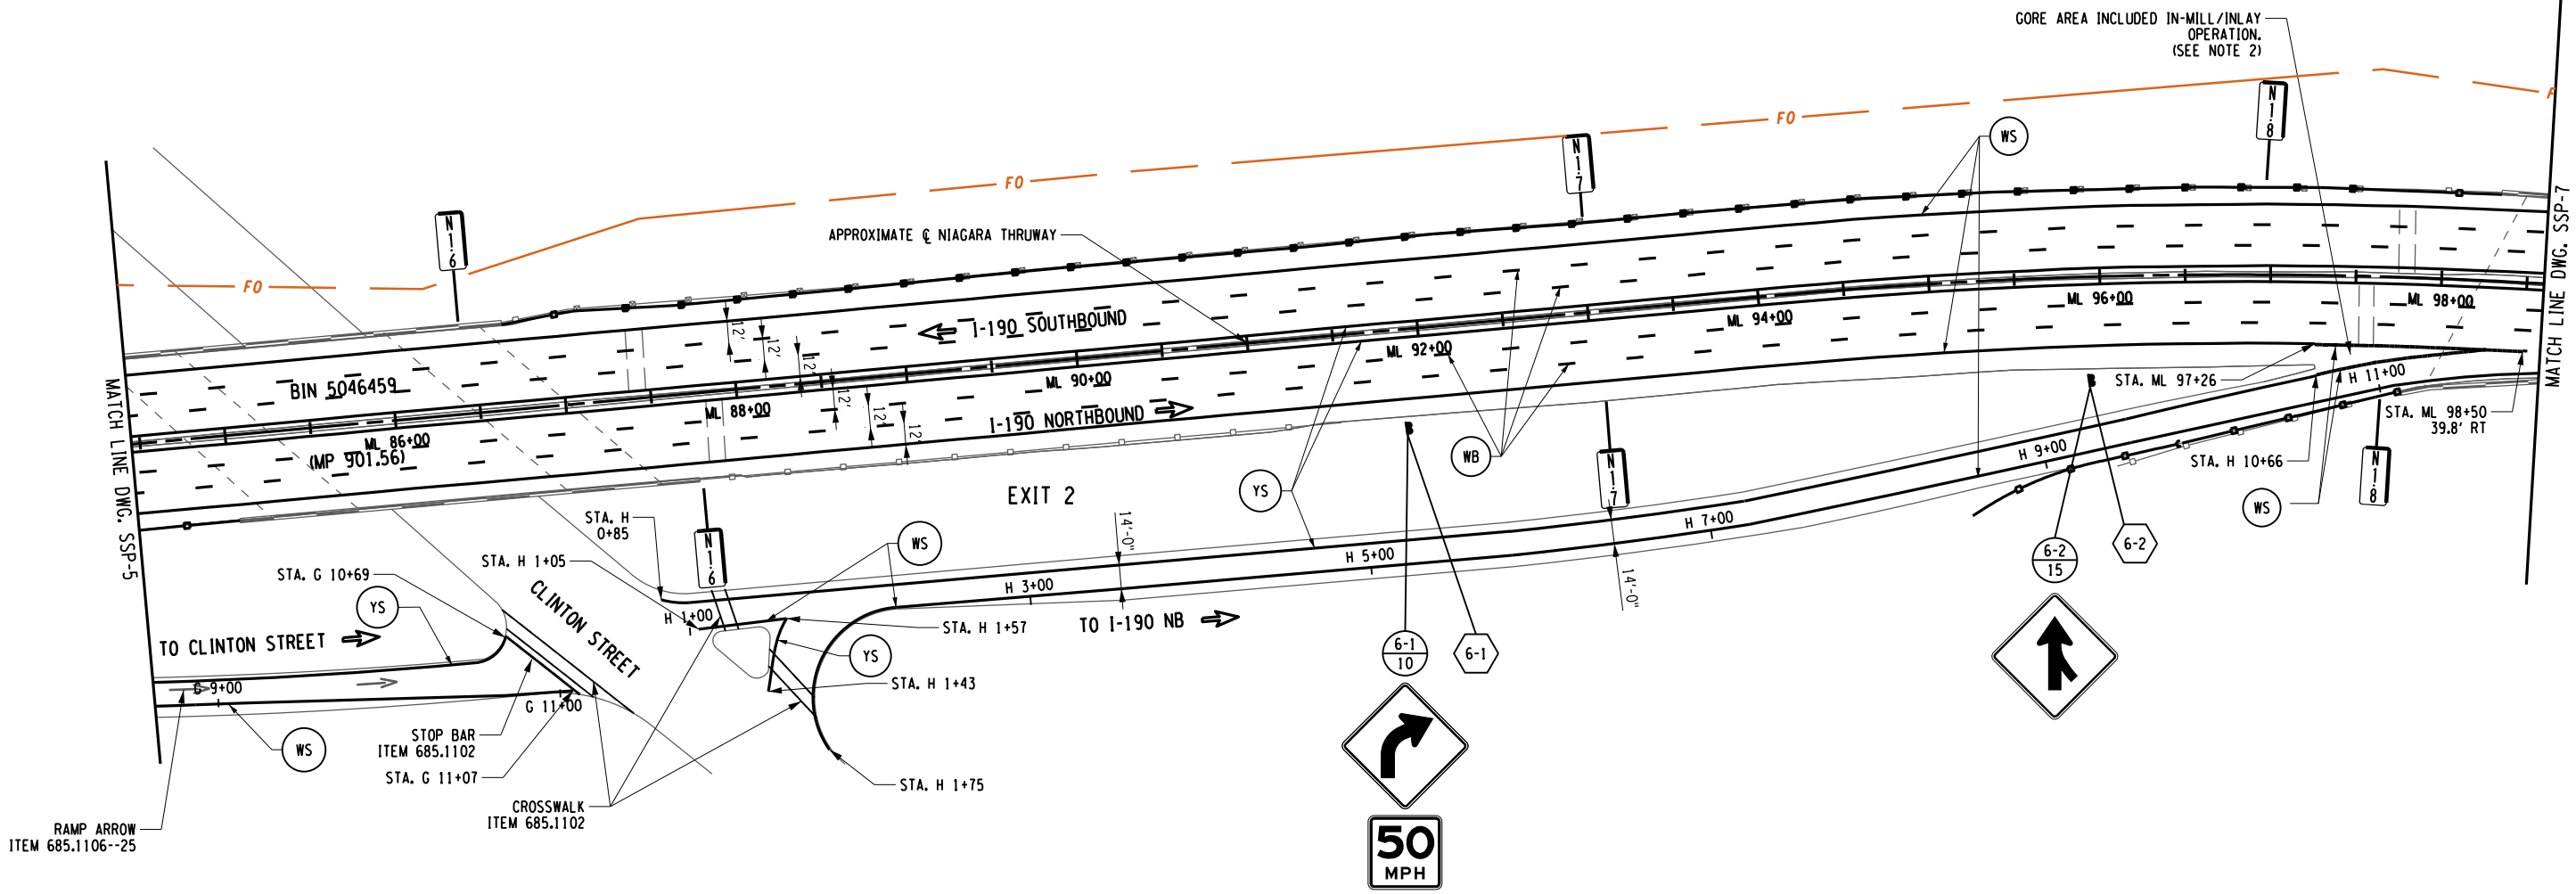 GORE AREA INCLUDED IN-MILL/INLAY
OPERATION.
(SEE NOTE 2)
FO
FO
FO
F
N
1.8
N
1.7
N
1.6
WS
APPROXIMATE ℄ NIAGARA THRUWAY
MATCH LINE DWG. SSP-5
MATCH LINE DWG. SSP-7
I-190 SOUTHBOUND
BIN 5046459
I-190 NORTHBOUND
ML 86+00
(MP 901.56)
ML 88+00
ML 90+00
ML 92+00
ML 94+00
ML 96+00
ML 98+00
12'
12'
12'
12'
12'
12'
STA. ML 97+26
H 11+00
STA. ML 98+50
39.8' RT
STA. H 10+66
WS
N
1.8
H 9+00
WB
YS
N
1.7
EXIT 2
H 7+00
14'-0"
14'-0"
H 5+00
H 3+00
H 1+00
STA. H
0+85
STA. H 1+05
N
1.6
WS
STA. G 10+69
YS
CLINTON STREET
TO CLINTON STREET
STA. H 1+57
YS
STA. H 1+43
TO I-190 NB
G 9+00
G 11+00
WS
STOP BAR
ITEM 685.1102
STA. G 11+07
CROSSWALK
ITEM 685.1102
STA. H 1+75
RAMP ARROW
ITEM 685.1106--25
6-1
10
6-1
6-2
15
6-2
50
MPH